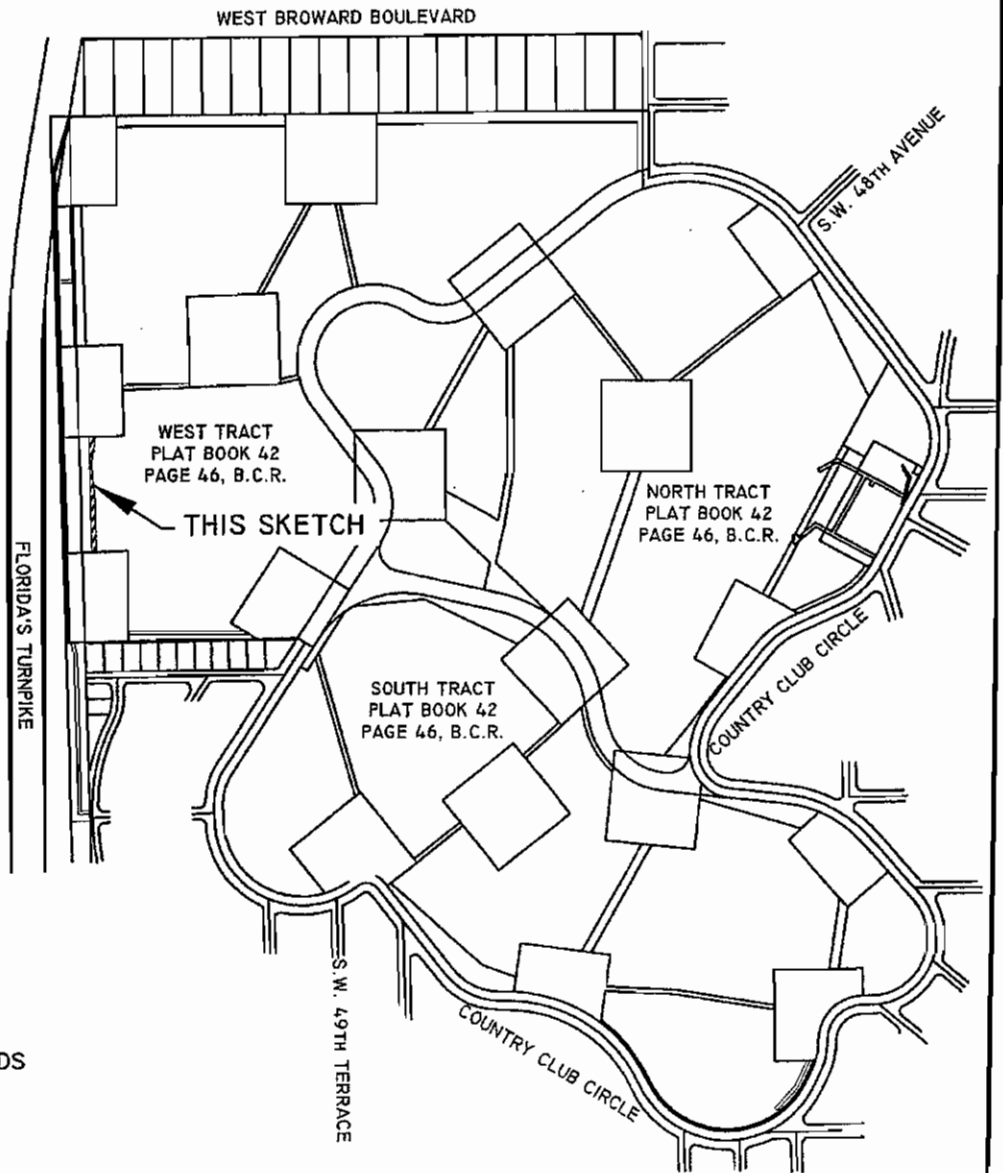 WEST BROWARD BOULEVARD
S.W. 48TH AVENUE
WEST TRACT
PLAT BOOK 42
PAGE 46, B.C.R.
THIS SKETCH
NORTH TRACT
PLAT BOOK 42
PAGE 46, B.C.R.
FLORIDA'S TURNPIKE
COUNTRY CLUB CIRCLE
SOUTH TRACT
PLAT BOOK 42
PAGE 46, B.C.R.
S.W. 49TH TERRACE
COUNTRY CLUB CIRCLE
DS